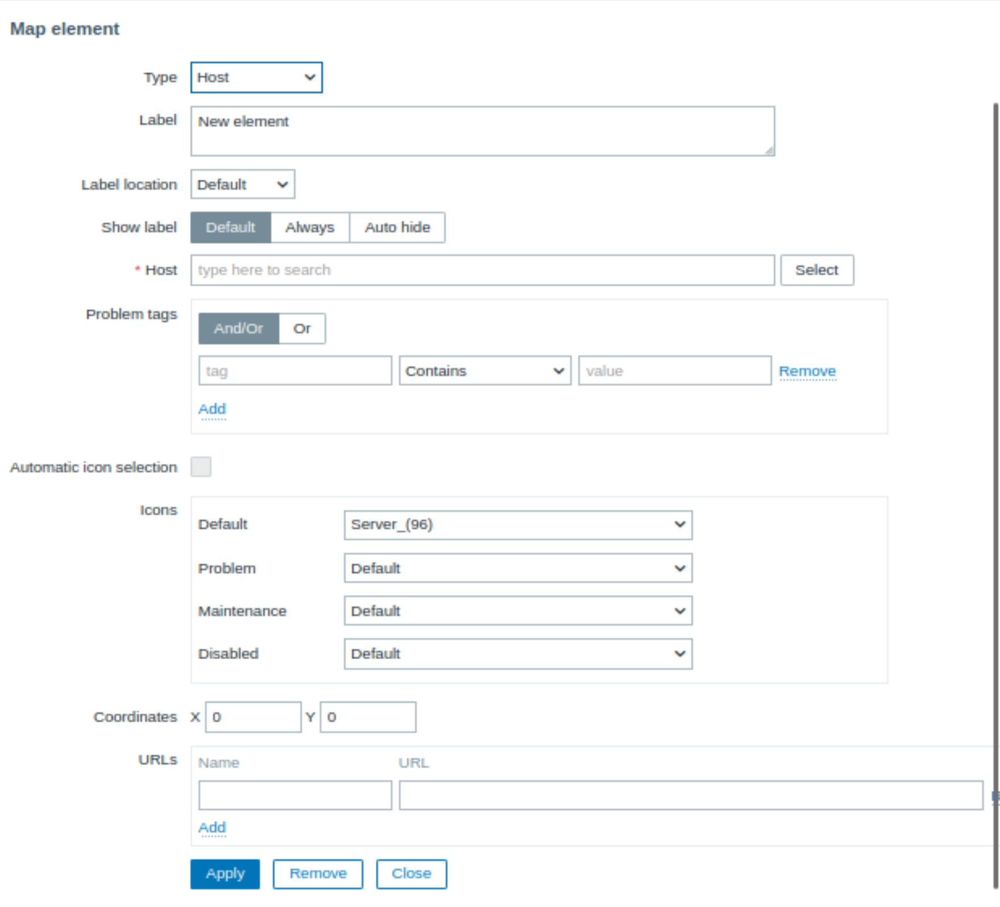 Map element
Type Host
Label New element
Label location Default
Show label Default Always Auto hide
* Host type here to search Select
Problem tags And/Or Or
tag Contains value Remove
Add
Automatic icon selection
Icons
Default Server_(96)
Problem Default
Maintenance Default
Disabled Default
Coordinates X 0 Y 0
URLs Name URL
Add
Apply Remove Close